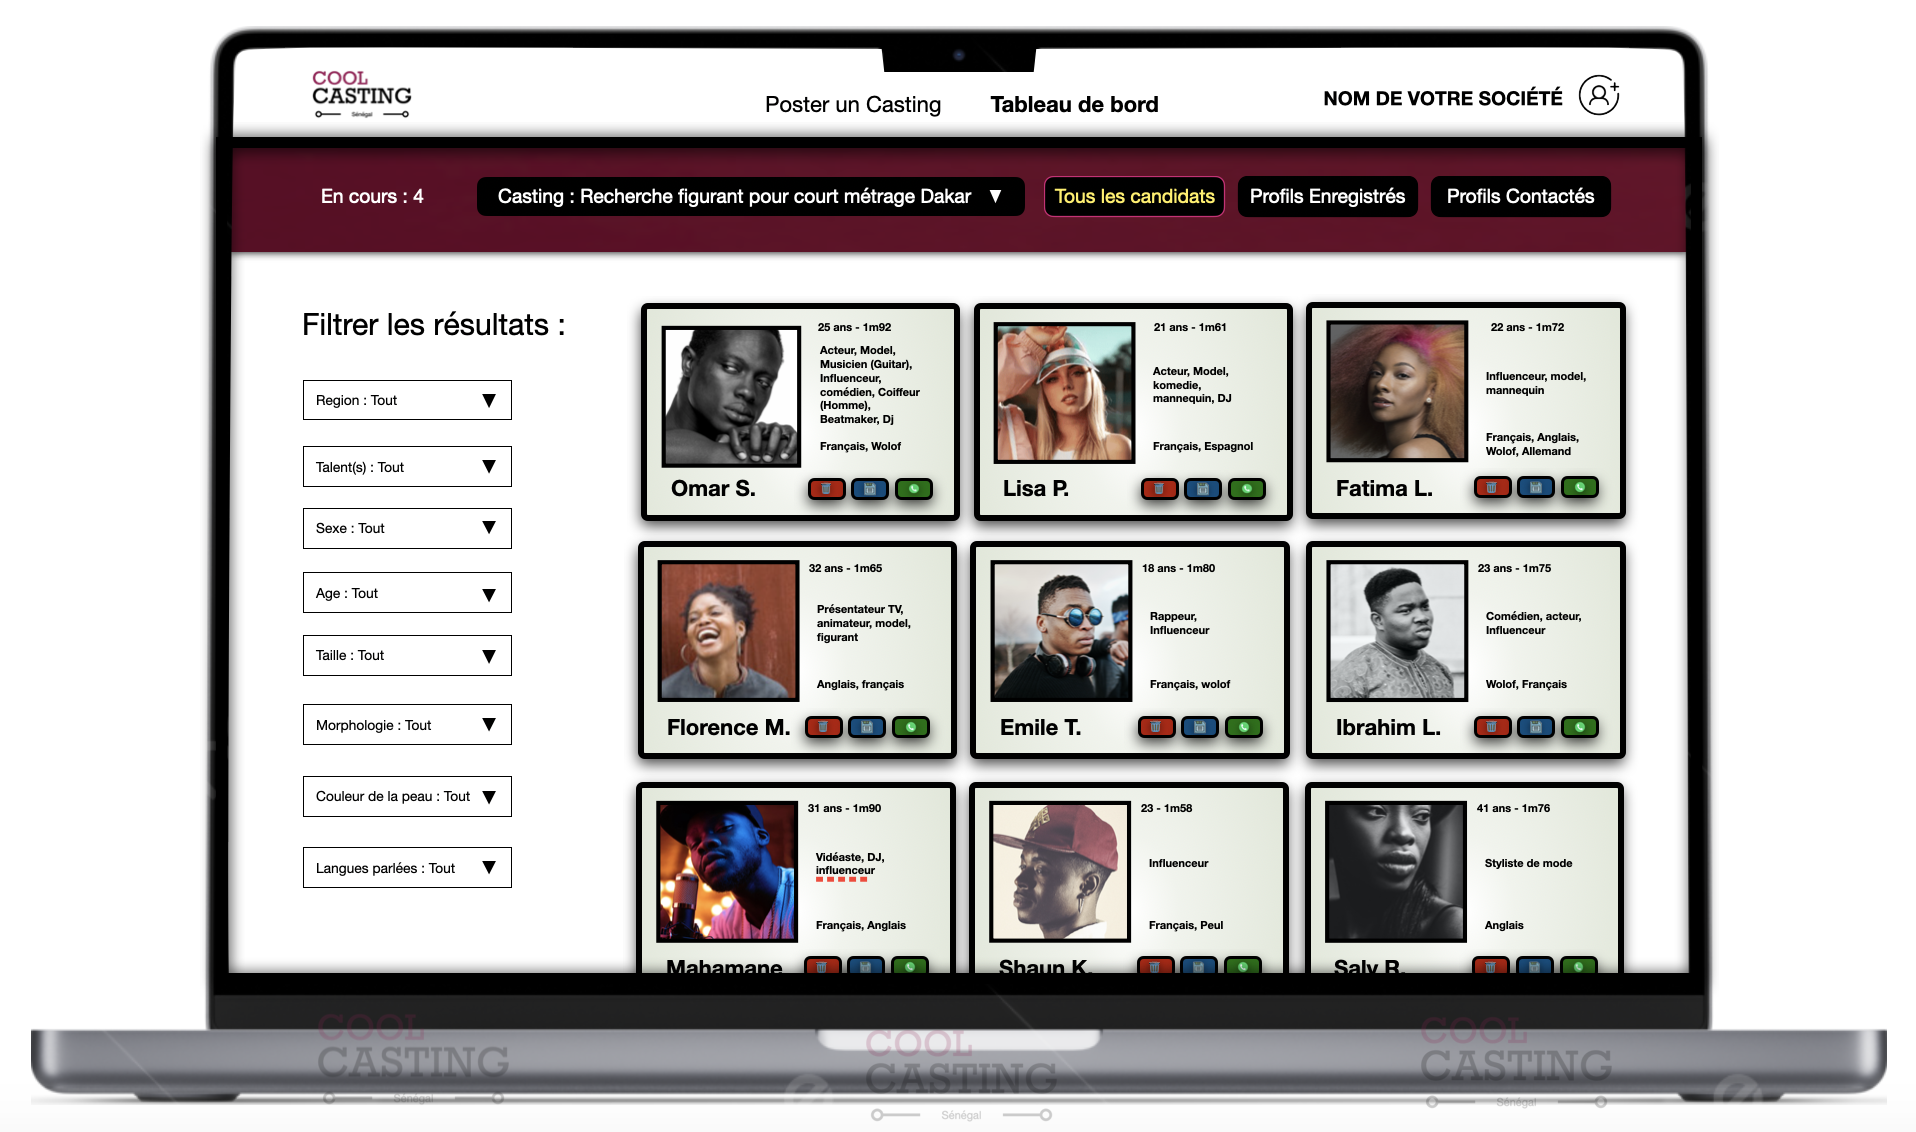 COOL
CASTING
Sénégal
Poster un Casting
Tableau de bord
NOM DE VOTRE SOCIÉTÉ
En cours : 4
Casting : Recherche figurant pour court métrage Dakar ▼
Tous les candidats
Profils Enregistrés
Profils Contactés
Filtrer les résultats :
Region : Tout ▼
Talent(s) : Tout ▼
Sexe : Tout ▼
Age : Tout ▼
Taille : Tout ▼
Morphologie : Tout ▼
Couleur de la peau : Tout ▼
Langues parlées : Tout ▼
25 ans - 1m92
Acteur, Model,
Musicien (Guitar),
Influenceur,
comédien, Coiffeur
(Homme),
Beatmaker, Dj
Français, Wolof
Omar S.
21 ans - 1m61
Acteur, Model,
komedie,
mannequin, DJ
Français, Espagnol
Lisa P.
22 ans - 1m72
Influenceur, model,
mannequin
Français, Anglais,
Wolof, Allemand
Fatima L.
32 ans - 1m65
Présentateur TV,
animateur, model,
figurant
Anglais, français
Florence M.
18 ans - 1m80
Rappeur,
Influenceur
Français, wolof
Emile T.
23 ans - 1m75
Comédien, acteur,
Influenceur
Wolof, Français
Ibrahim L.
31 ans - 1m90
Vidéaste, DJ,
influenceur
Français, Anglais
Mahamane
23 - 1m58
Influenceur
Français, Peul
Shaun K.
41 ans - 1m76
Styliste de mode
Anglais
Saly R.
COOL
CASTING
Sénégal
COOL
CASTING
Sénégal
COOL
CASTING
Sénégal